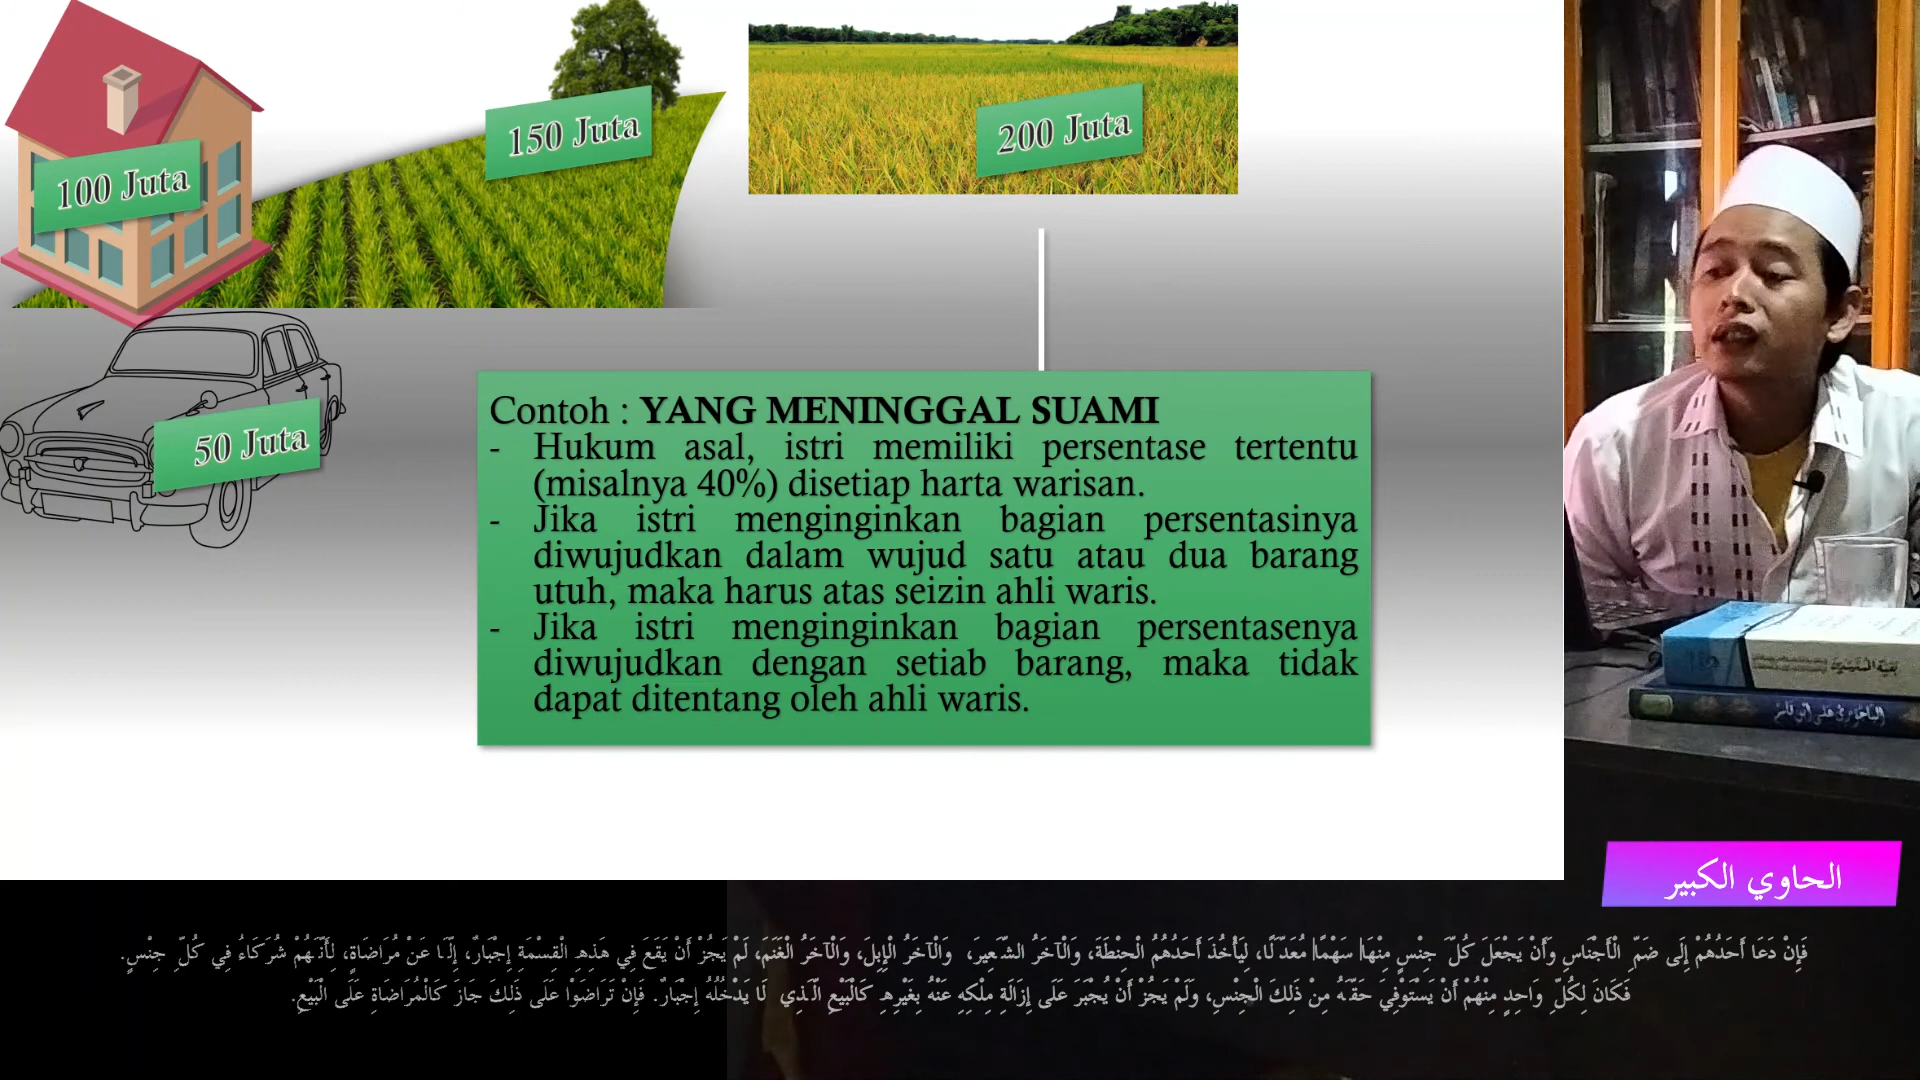 150 Juta
200 Juta
100 Juta
50 Juta
Contoh : YANG MENINGGAL SUAMI
- Hukum asal, istri memiliki persentase tertentu
(misalnya 40%) disetiap harta warisan.
- Jika istri menginginkan bagian persentasinya
diwujudkan dalam wujud satu atau dua barang
utuh, maka harus atas seizin ahli waris.
- Jika istri menginginkan bagian persentasenya
diwujudkan dengan setiab barang, maka tidak
dapat ditentang oleh ahli waris.
الحاوي الكبير
فَإِنْ دَعَا أَحَدُهُمْ إِلَى ضَمِّ الْأَجْنَاسِ وَأَنْ يَجْعَلَ كُلَّ جِنْسٍ مِنْهَا سَهْمًا مُعَدَّلًا، لِيَأْخُذَ أَحَدُهُمُ الْحِنْطَةَ، وَالْآخَرُ الشَّعِيرَ، وَالْآخَرُ الْإِبِلَ، وَالْآخَرُ الْغَنَمَ، لَمْ يَجُزْ أَنْ يَقَعَ فِي هَذِهِ الْقِسْمَةِ إِجْبَارٌ، إِلَّا عَنْ مُرَاضَاةٍ، لِأَنَّهُمْ شُرَكَاءُ فِي كُلِّ جِنْسٍ.
فَكَانَ لِكُلِّ وَاحِدٍ مِنْهُمْ أَنْ يَسْتَوْفِيَ حَقَّهُ مِنْ ذَلِكَ الْجِنْسِ، وَلَمْ يَجُزْ أَنْ يُجْبَرَ عَلَى إِزَالَةِ مِلْكِهِ عَنْهُ بِغَيْرِهِ كَالْبَيْعِ الَّذِي لَا يَدْخُلُهُ إِجْبَارٌ. فَإِنْ تَرَاضَوْا عَلَى ذَلِكَ جَازَ كَالْمُرَاضَاةِ عَلَى الْبَيْعِ.